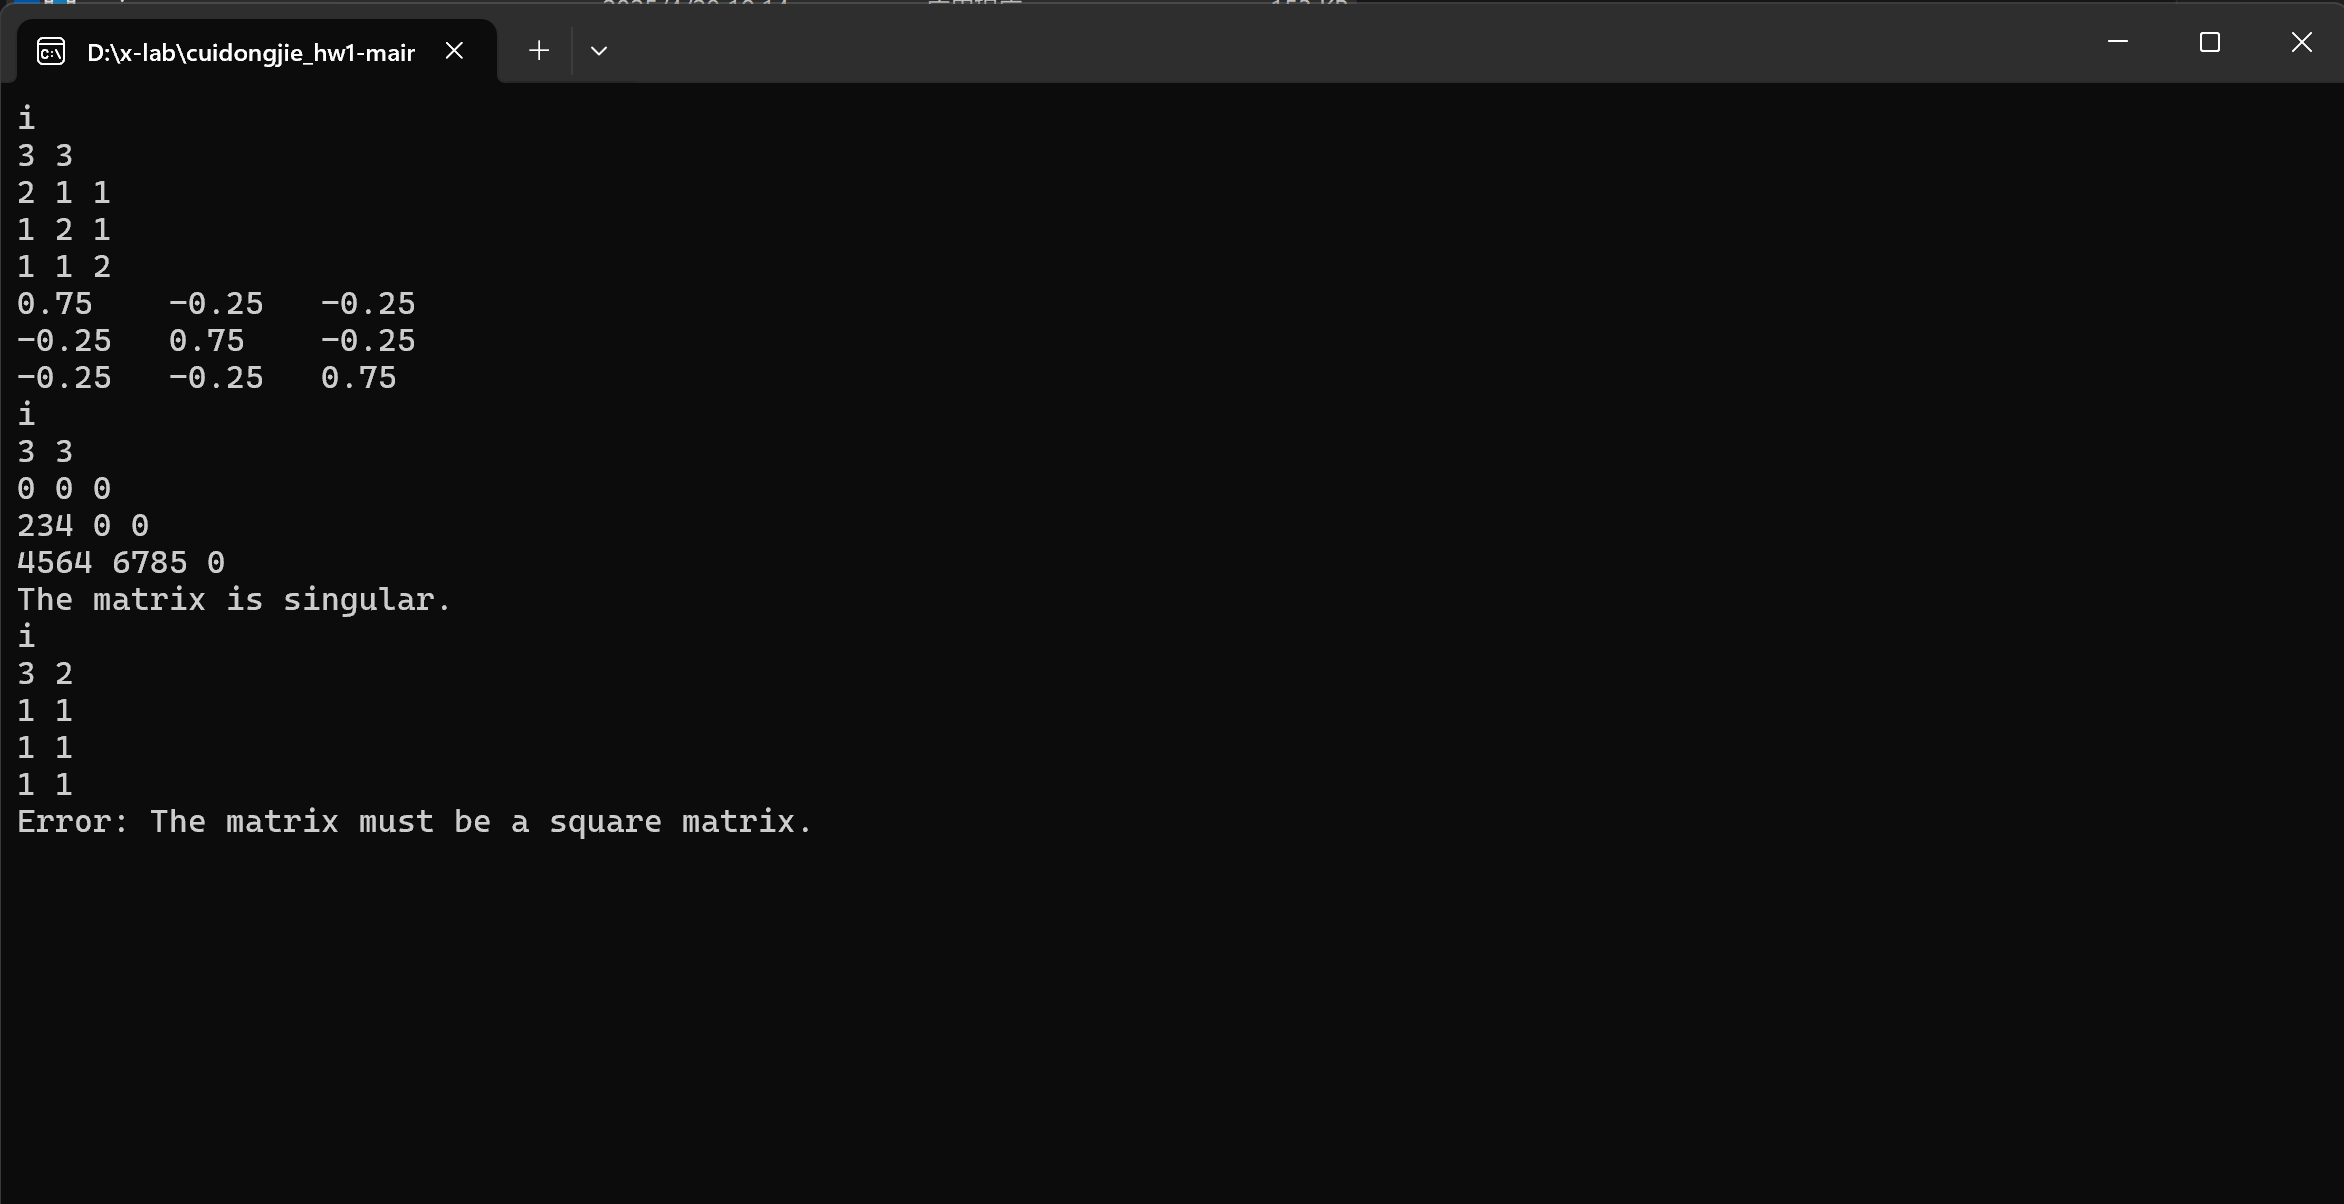 D:\x-lab\cuidongjie_hw1-mair
i
3 3
2 1 1
1 2 1
1 1 2
0.75    -0.25   -0.25
-0.25   0.75    -0.25
-0.25   -0.25   0.75
i
3 3
0 0 0
234 0 0
4564 6785 0
The matrix is singular.
i
3 2
1 1
1 1
1 1
Error: The matrix must be a square matrix.